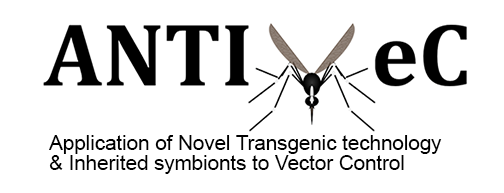 ANTIVeC
Application of Novel Transgenic technology
& Inherited symbionts to Vector Control